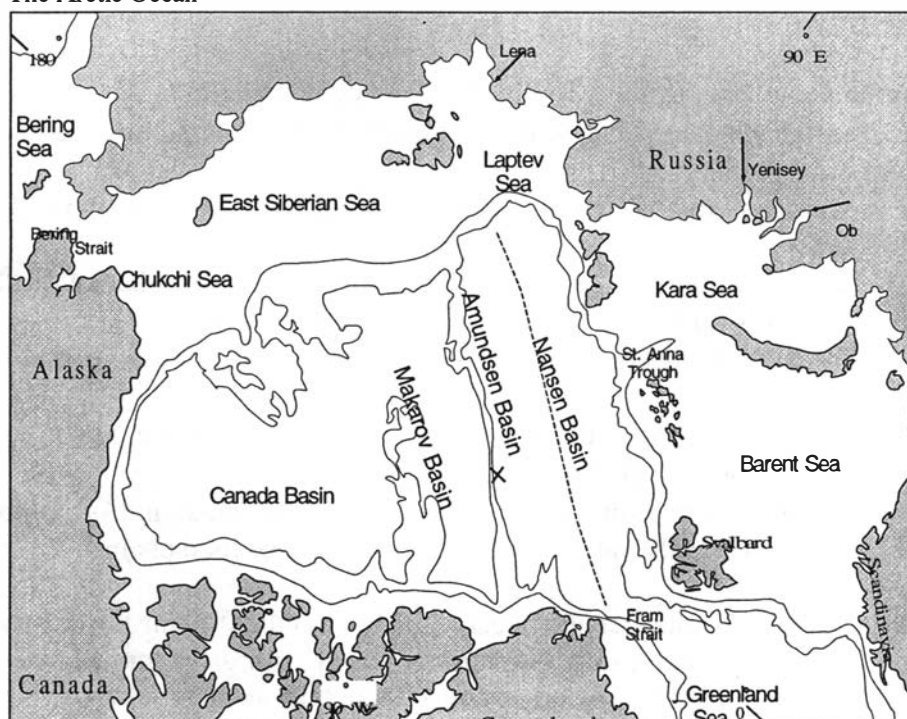 The Arctic Ocean
180
90 E
Lena
Bering
Sea
Laptev
Sea
Russia
Yenisey
East Siberian Sea
Ob
Bering
Strait
Chukchi Sea
Kara Sea
Alaska
Amundsen Basin
Nansen Basin
St. Anna
Trough
Makarov Basin
Barent Sea
Canada Basin
Svalbard
Scandinavia
Fram
Strait
Canada
90 W
Greenland
Sea 0